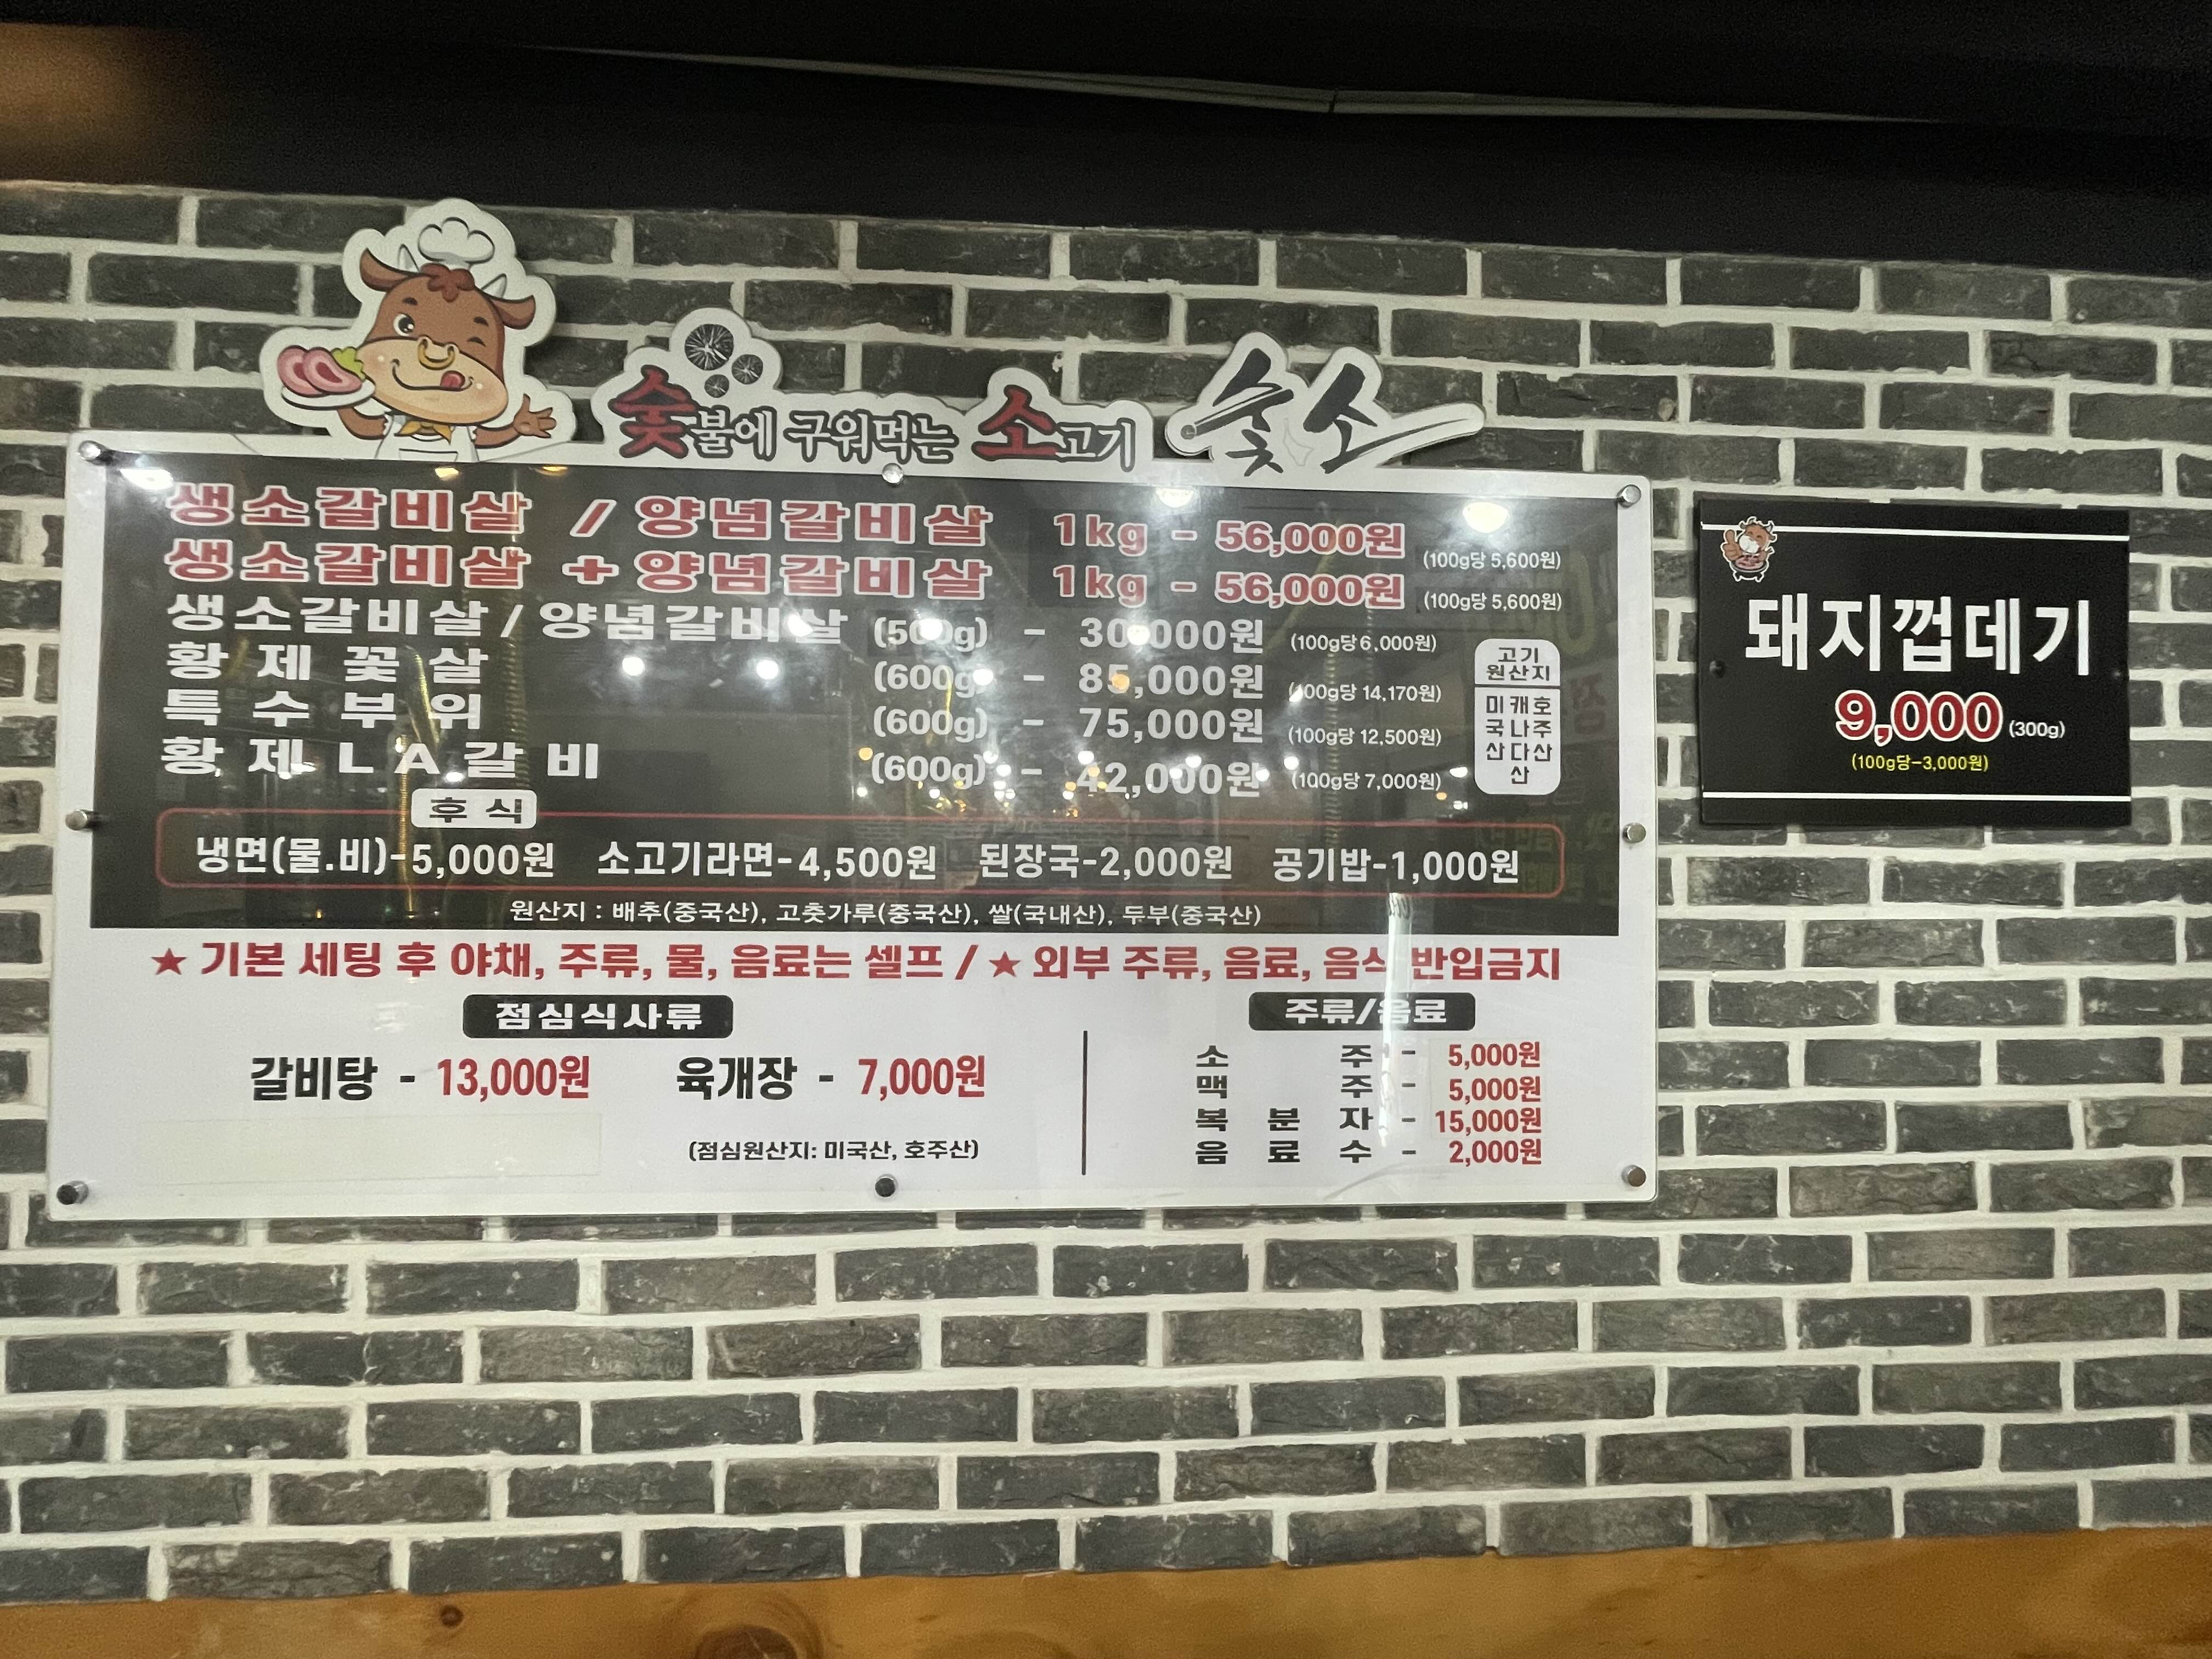 숯불에 구워먹는 소고기 숯소
생소갈비살 / 양념갈비살 1kg - 56,000원 (100g당 5,600원)
생소갈비살 + 양념갈비살 1kg - 56,000원 (100g당 5,600원)
생소갈비살/양념갈비살 (500g) - 30,000원 (100g당 6,000원)
황제꽃살 (600g) - 85,000원 (100g당 14,170원)
특수부위 (600g) - 75,000원 (100g당 12,500원)
황제LA갈비 (600g) - 42,000원 (100g당 7,000원)
고기
원산지
미국산 캐나다산 호주산
후식
냉면(물.비)-5,000원 소고기라면-4,500원 된장국-2,000원 공기밥-1,000원
원산지 : 배추(중국산), 고춧가루(중국산), 쌀(국내산), 두부(중국산)
★ 기본 세팅 후 야채, 주류, 물, 음료는 셀프 / ★ 외부 주류, 음료, 음식 반입금지
점심식사류
갈비탕 - 13,000원 육개장 - 7,000원
(점심원산지: 미국산, 호주산)
주류/음료
소주 - 5,000원
맥주 - 5,000원
복분자 - 15,000원
음료수 - 2,000원
돼지껍데기
9,000 (300g)
(100g당-3,000원)